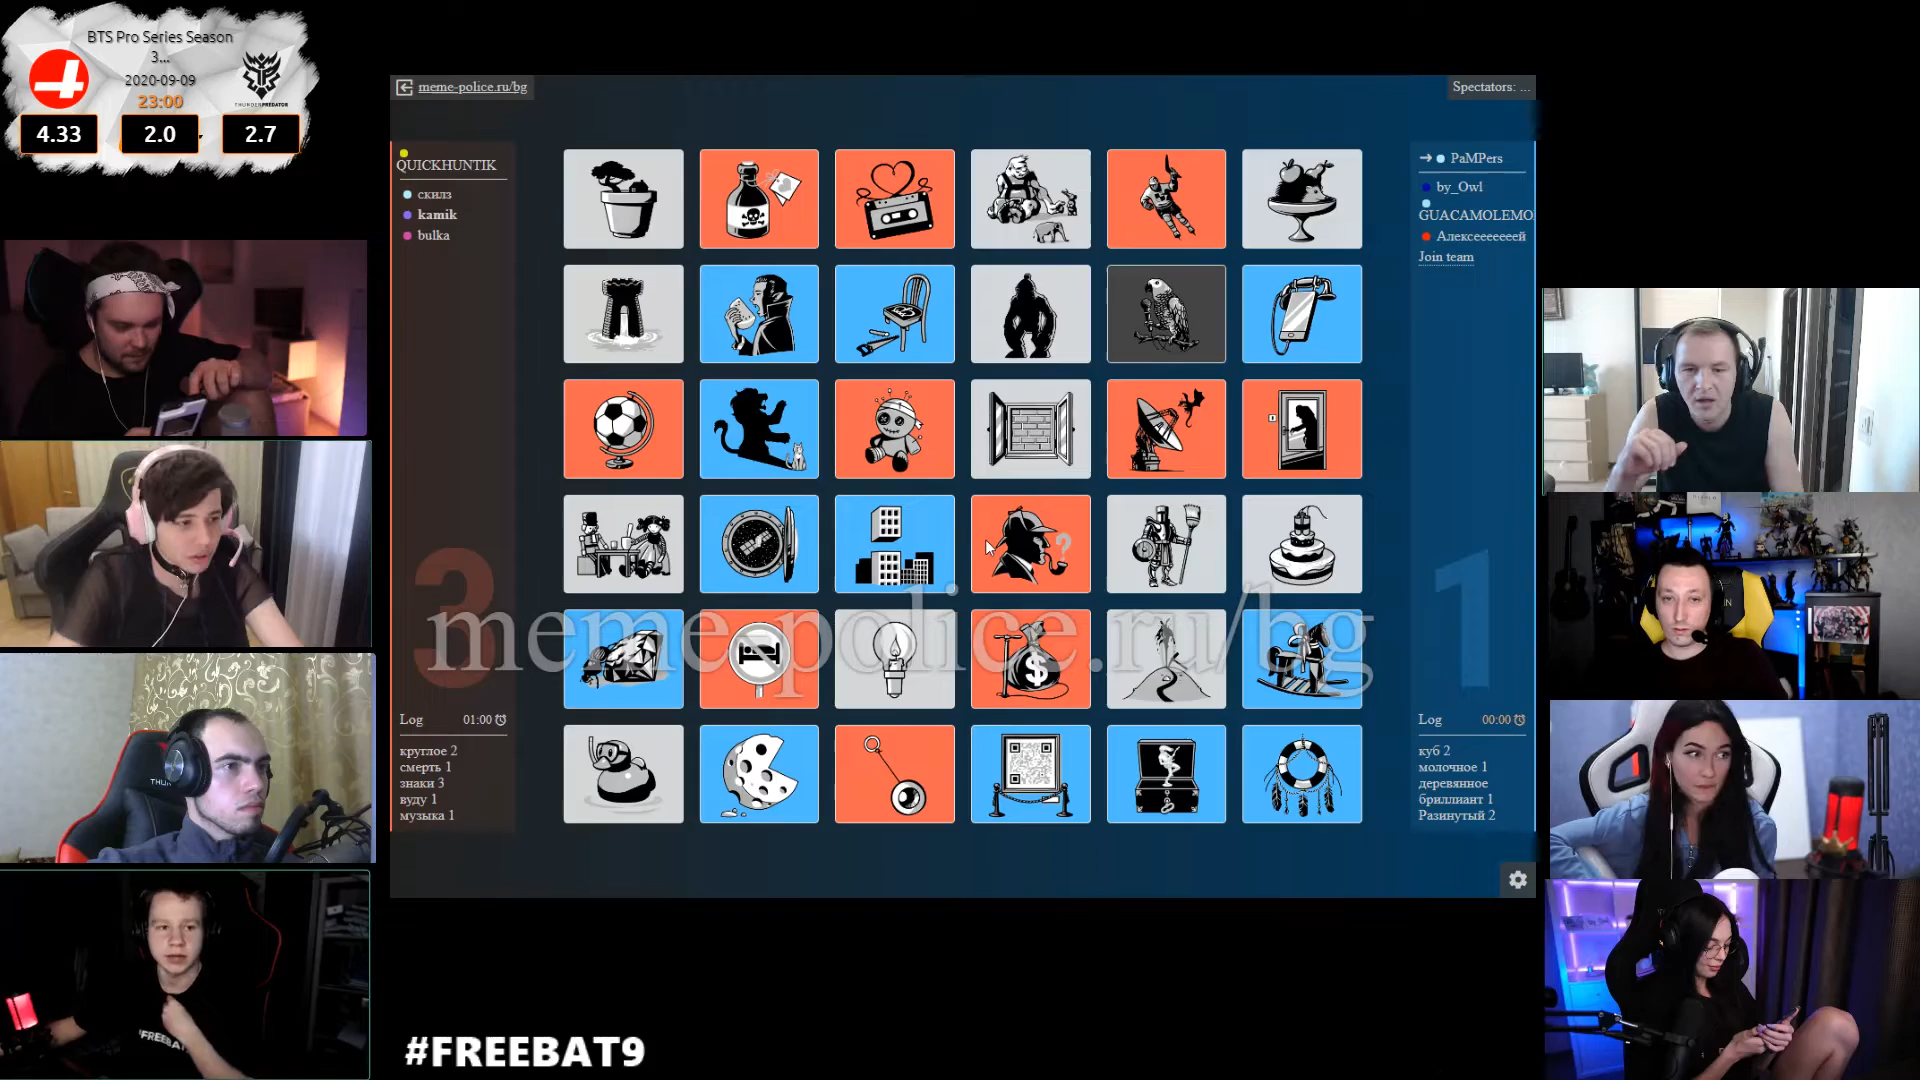 BTS Pro Series Season
3...
2020-09-09
23:00
THUNDERPREDATOR
4.33
2.0
2.7
meme-police.ru/bg
Spectators: ...
QUICKHUNTIK
скилз
kamik
bulka
3
Log 01:00
круглое 2
смерть 1
знаки 3
вуду 1
музыка 1
meme-police.ru/bg
PaMPers
by_Owl
GUACAMOLEMO
Алексеeeeeeей
Join team
1
Log 00:00
куб 2
молочное 1
деревянное
бриллиант 1
Разинутый 2
#FREEBAT9